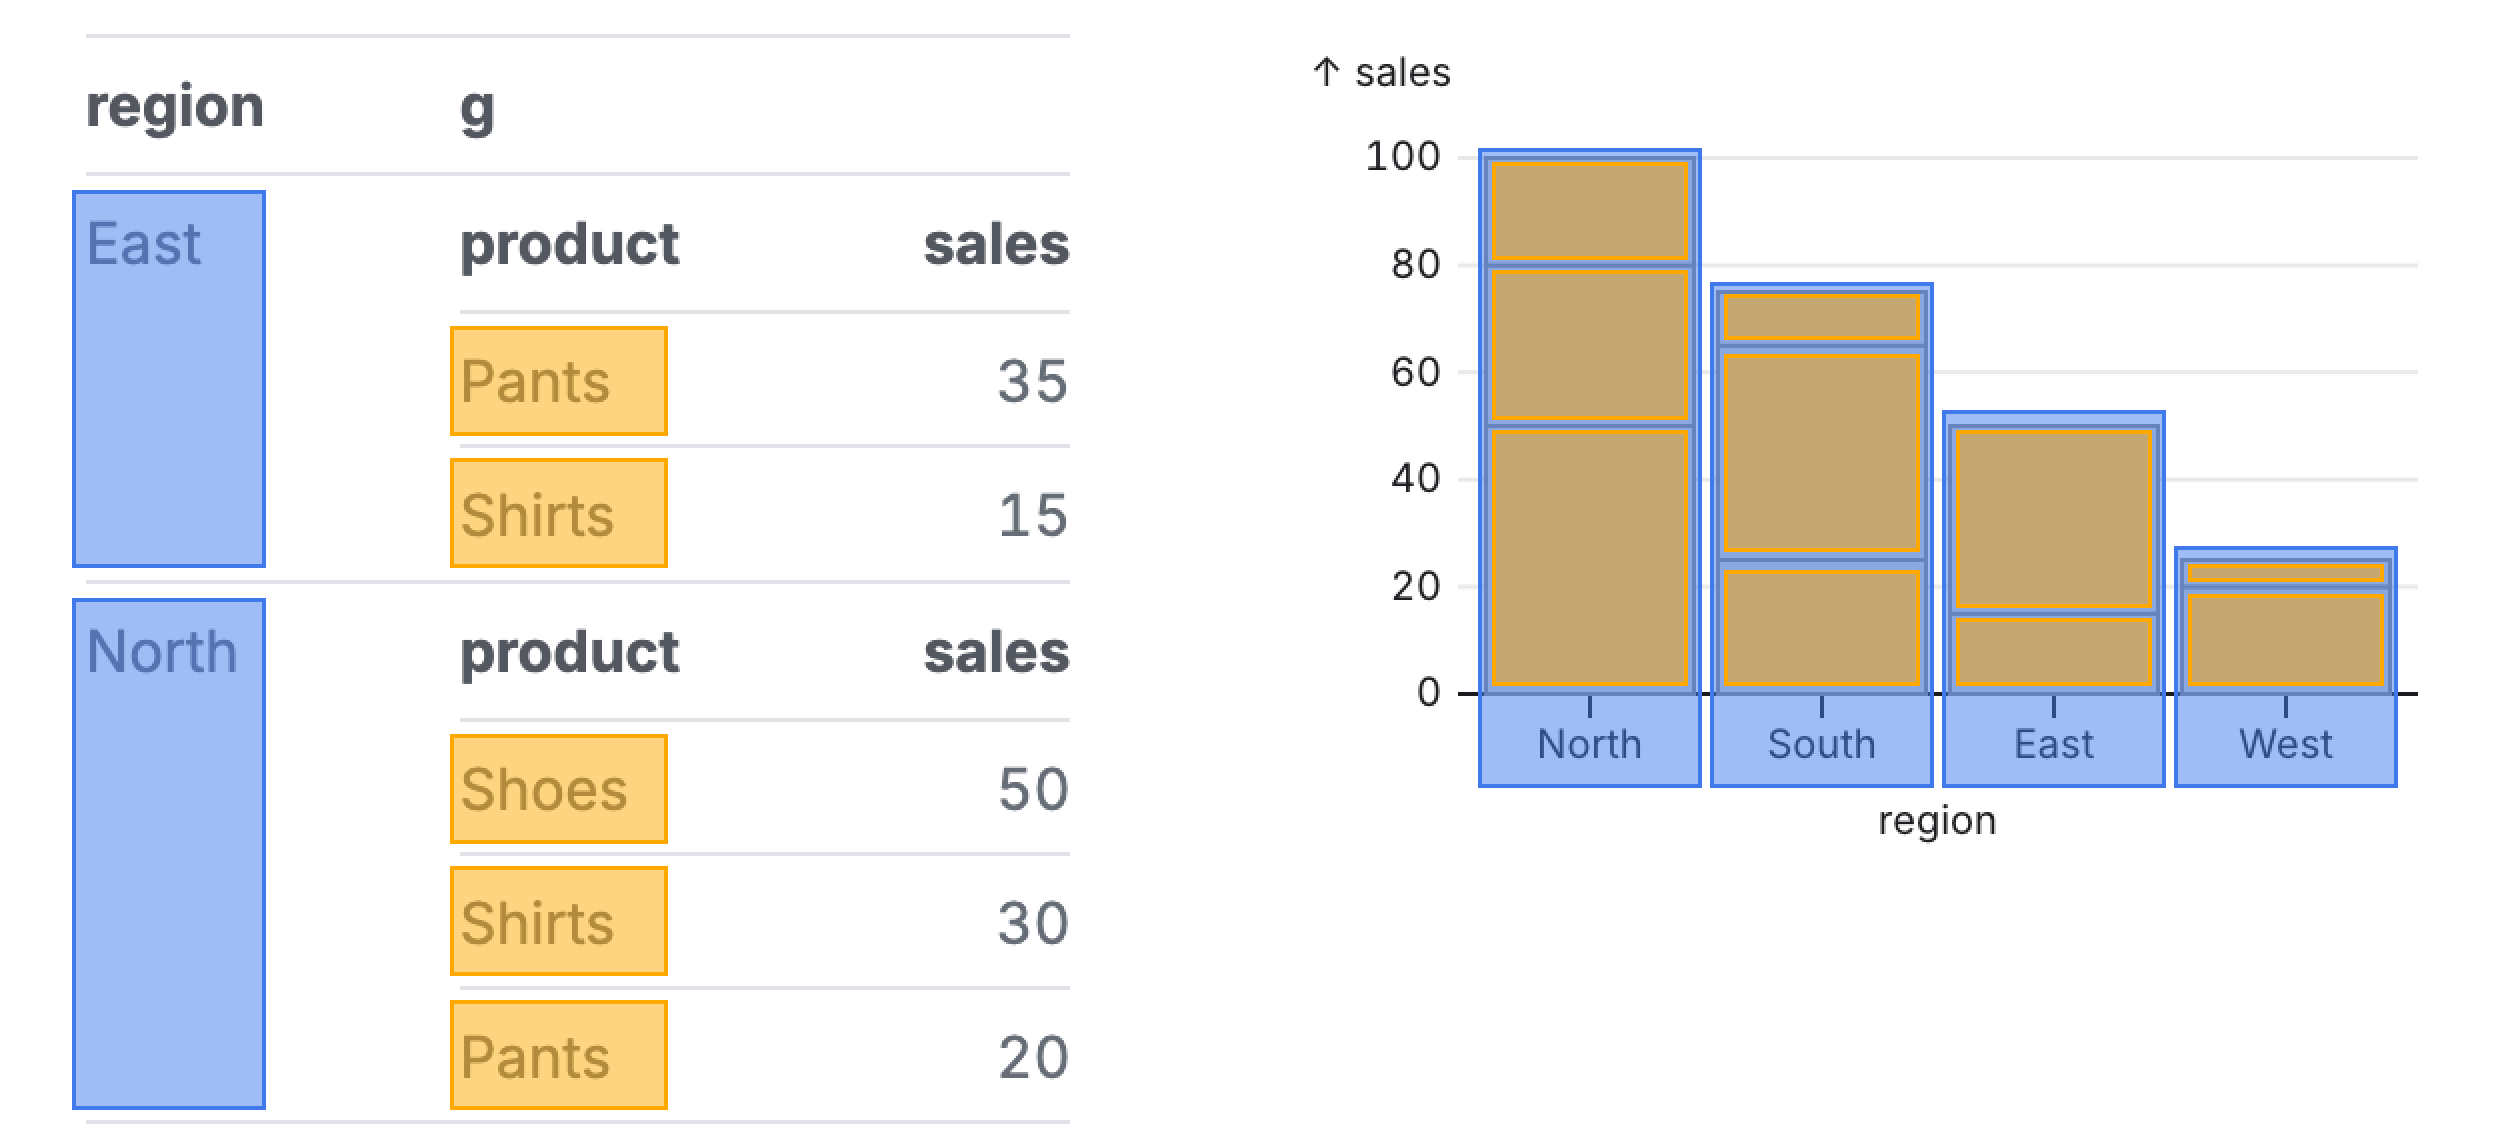 region g
East product sales
Pants 35
Shirts 15
North product sales
Shoes 50
Shirts 30
Pants 20
↑ sales
100
80
60
40
20
0
North South East West
region